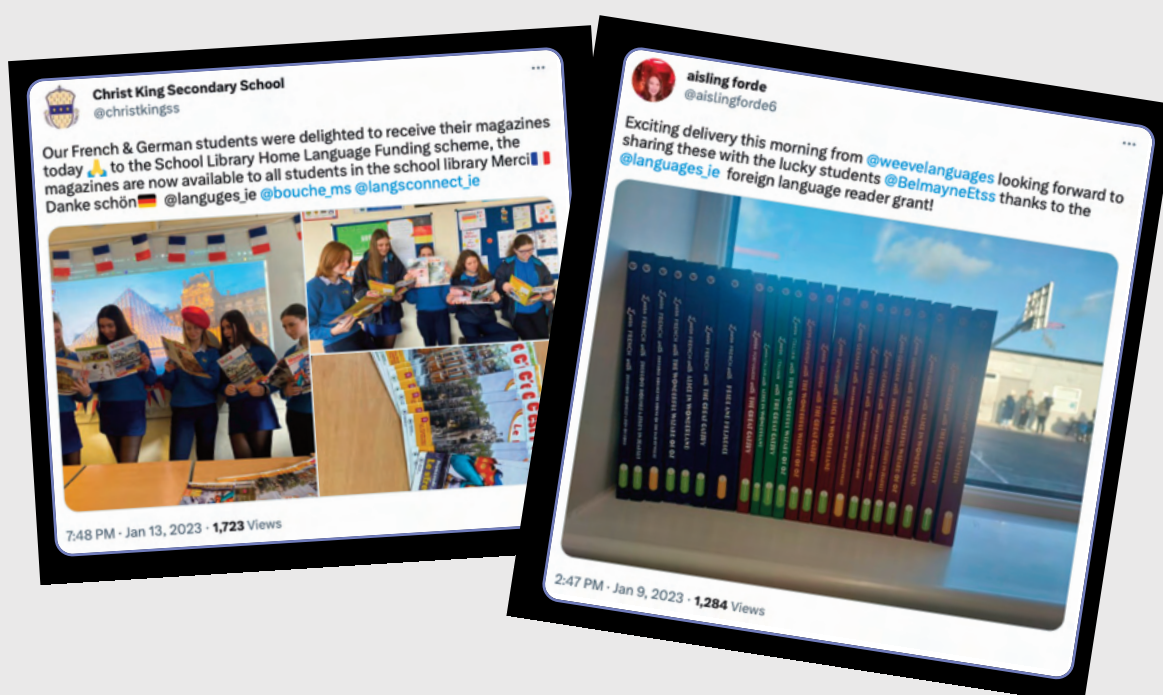 Christ King Secondary School
@christkingss
Our French & German students were delighted to receive their magazines
today 🙏 to the School Library Home Language Funding scheme, the
magazines are now available to all students in the school library Merci🇫🇷
Danke schön🇩🇪 @languges_ie @bouche_ms @langsconnect_ie
7:48 PM · Jan 13, 2023 · 1,723 Views
aisling forde
@aislingforde6
Exciting delivery this morning from @weevelanguages looking forward to
sharing these with the lucky students @BelmayneEtss thanks to the
@languages_ie foreign language reader grant!
2:47 PM · Jan 9, 2023 · 1,284 Views